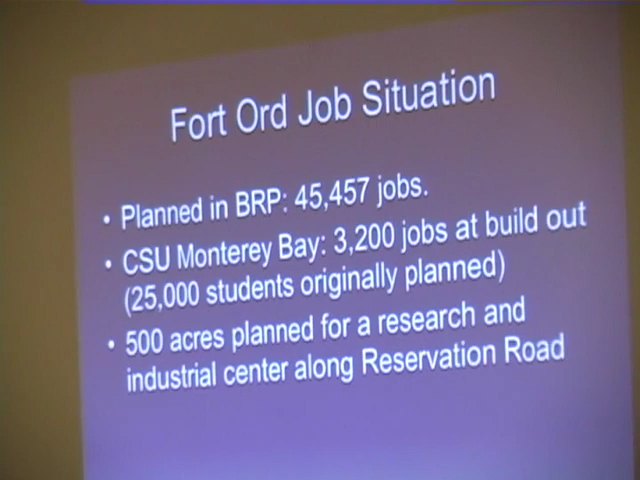 Fort Ord Job Situation
• Planned in BRP: 45,457 jobs.
• CSU Monterey Bay: 3,200 jobs at build out
(25,000 students originally planned)
• 500 acres planned for a research and
industrial center along Reservation Road